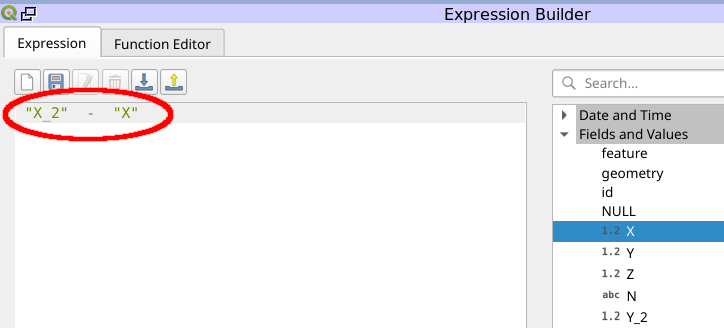 Expression Builder
Expression
Function Editor
Search...
"X_2" - "X"
Date and Time
Fields and Values
feature
geometry
id
NULL
1.2 X
1.2 Y
1.2 Z
abc N
1.2 Y_2